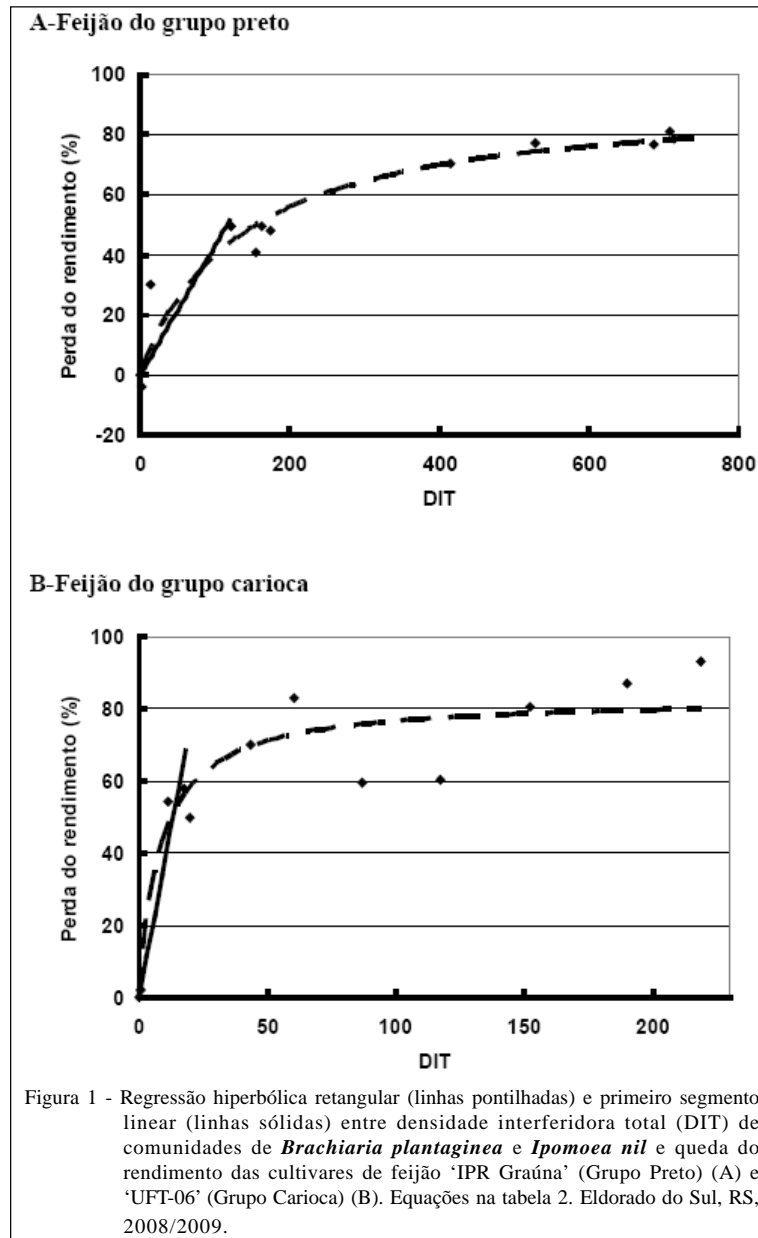 A-Feijão do grupo preto
Perda do rendimento (%)
100
80
60
40
20
0
-20
0 200 400 600 800
DIT
B-Feijão do grupo carioca
Perda do rendimento (%)
100
80
60
40
20
0
0 50 100 150 200
DIT
Figura 1 - Regressão hiperbólica retangular (linhas pontilhadas) e primeiro segmento
linear (linhas sólidas) entre densidade interferidora total (DIT) de
comunidades de Brachiaria plantaginea e Ipomoea nil e queda do
rendimento das cultivares de feijão ‘IPR Graúna’ (Grupo Preto) (A) e
‘UFT-06’ (Grupo Carioca) (B). Equações na tabela 2. Eldorado do Sul, RS,
2008/2009.